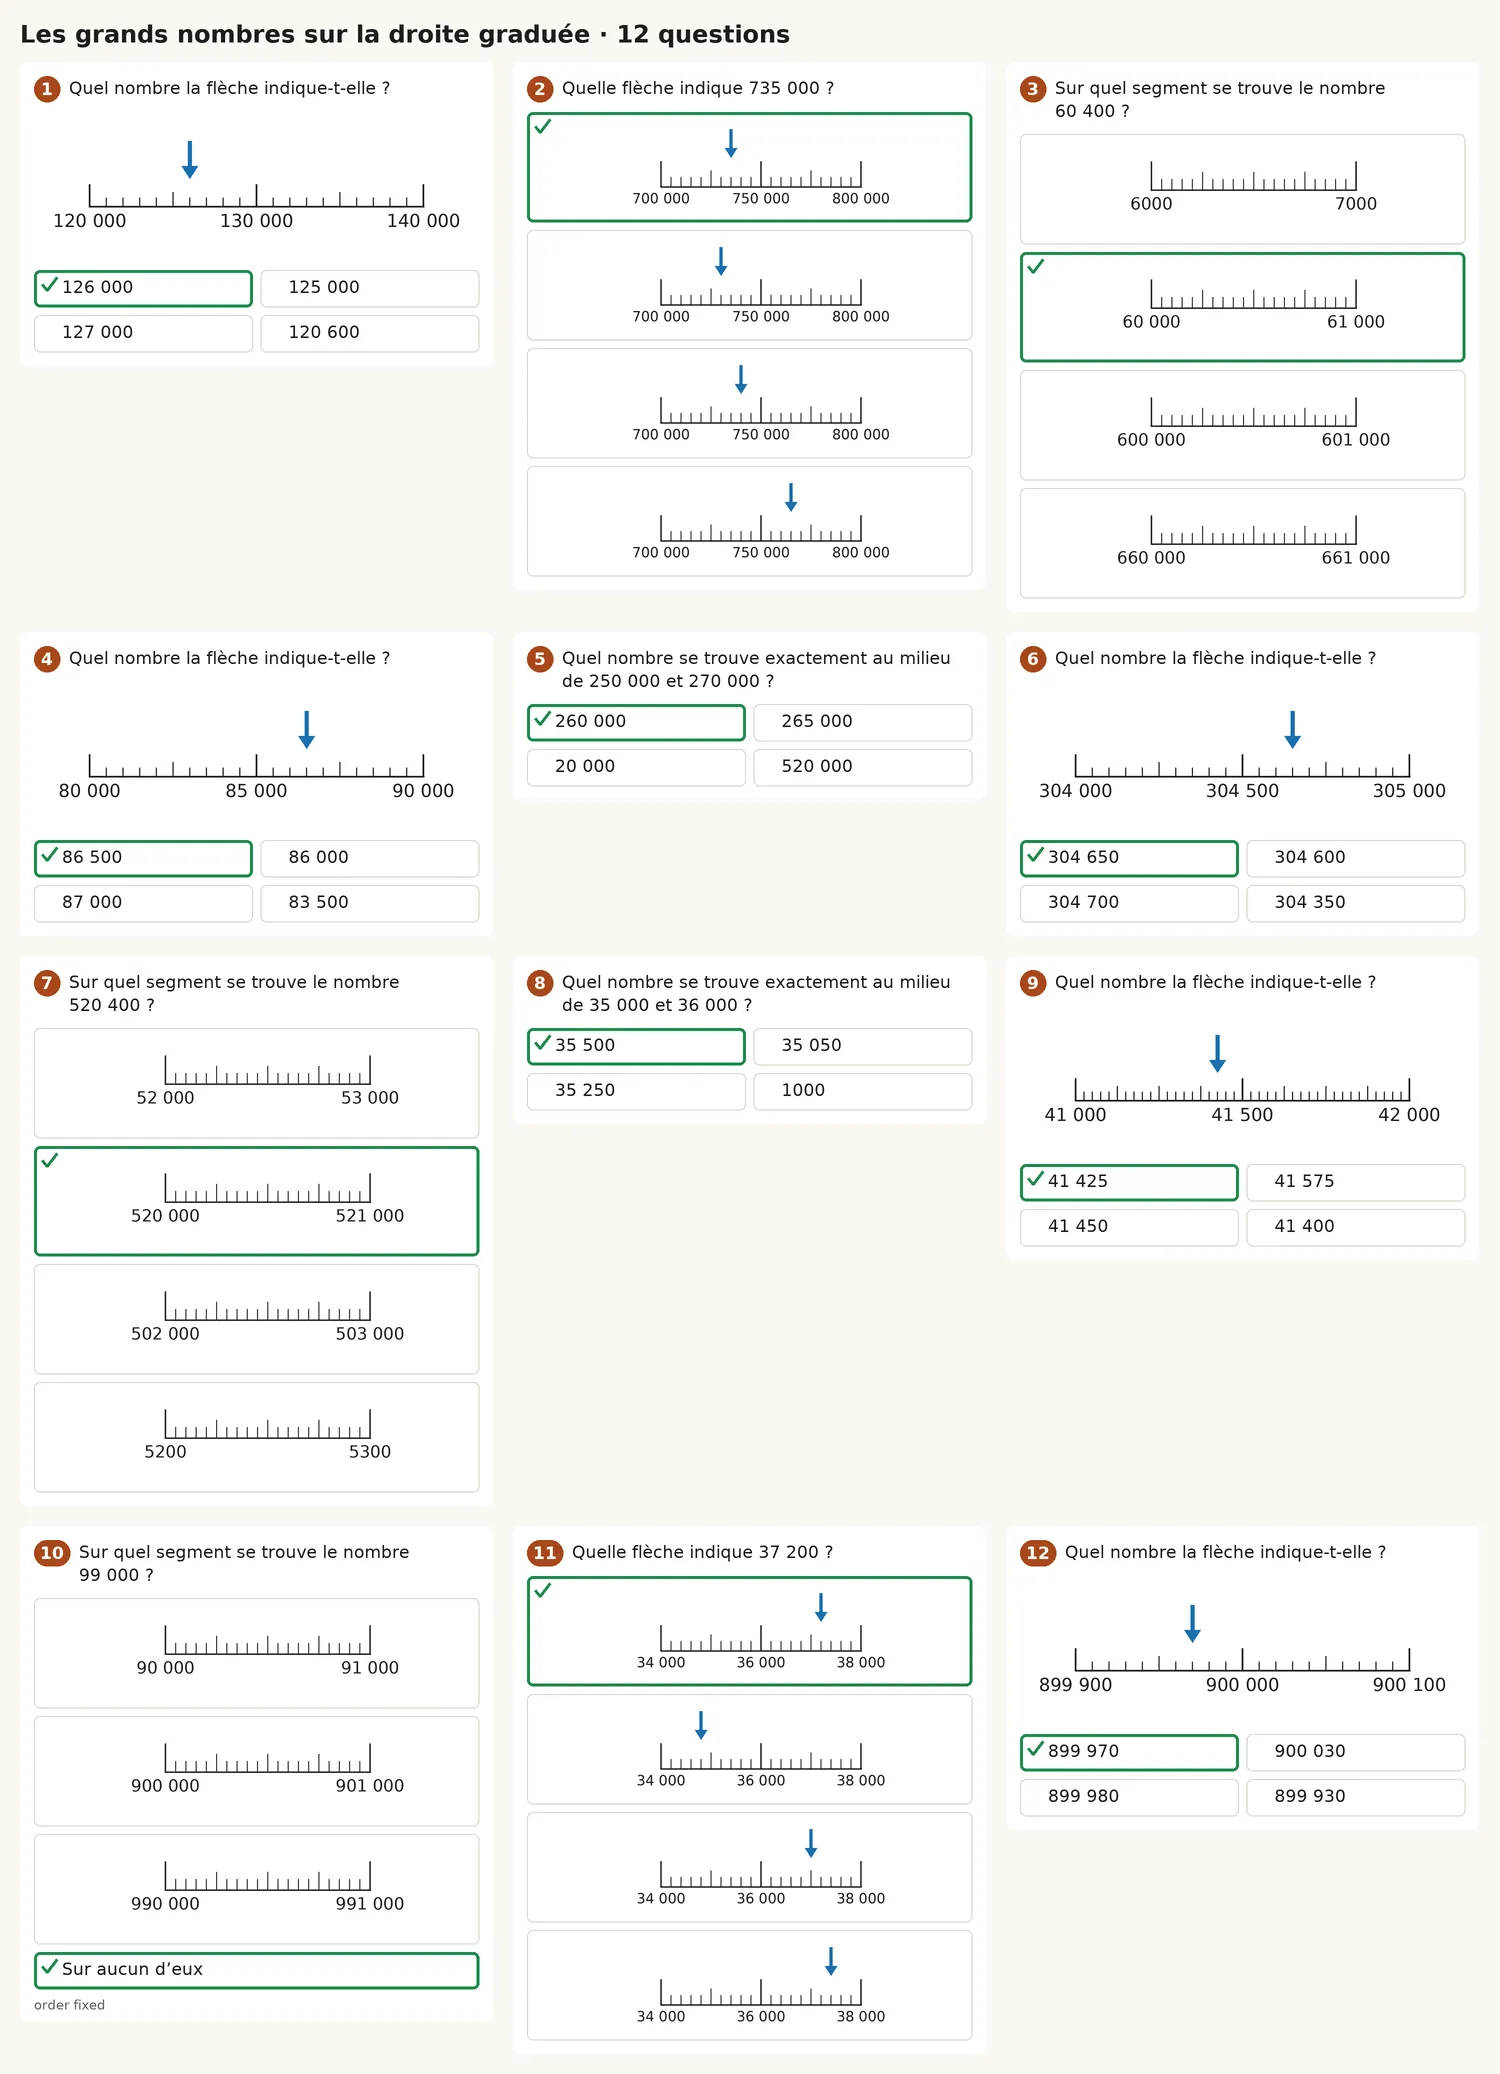 Les grands nombres sur la droite graduée · 12 questions
1 Quel nombre la flèche indique-t-elle ?
120 000 130 000 140 000
126 000 125 000
127 000 120 600
2 Quelle flèche indique 735 000 ?
700 000 750 000 800 000
700 000 750 000 800 000
700 000 750 000 800 000
700 000 750 000 800 000
3 Sur quel segment se trouve le nombre
60 400 ?
6000 7000
60 000 61 000
600 000 601 000
660 000 661 000
4 Quel nombre la flèche indique-t-elle ?
80 000 85 000 90 000
86 500 86 000
87 000 83 500
5 Quel nombre se trouve exactement au milieu
de 250 000 et 270 000 ?
260 000 265 000
20 000 520 000
6 Quel nombre la flèche indique-t-elle ?
304 000 304 500 305 000
304 650 304 600
304 700 304 350
7 Sur quel segment se trouve le nombre
520 400 ?
52 000 53 000
520 000 521 000
502 000 503 000
5200 5300
8 Quel nombre se trouve exactement au milieu
de 35 000 et 36 000 ?
35 500 35 050
35 250 1000
9 Quel nombre la flèche indique-t-elle ?
41 000 41 500 42 000
41 425 41 575
41 450 41 400
10 Sur quel segment se trouve le nombre
99 000 ?
90 000 91 000
900 000 901 000
990 000 991 000
Sur aucun d’eux
order fixed
11 Quelle flèche indique 37 200 ?
34 000 36 000 38 000
34 000 36 000 38 000
34 000 36 000 38 000
34 000 36 000 38 000
12 Quel nombre la flèche indique-t-elle ?
899 900 900 000 900 100
899 970 900 030
899 980 899 930